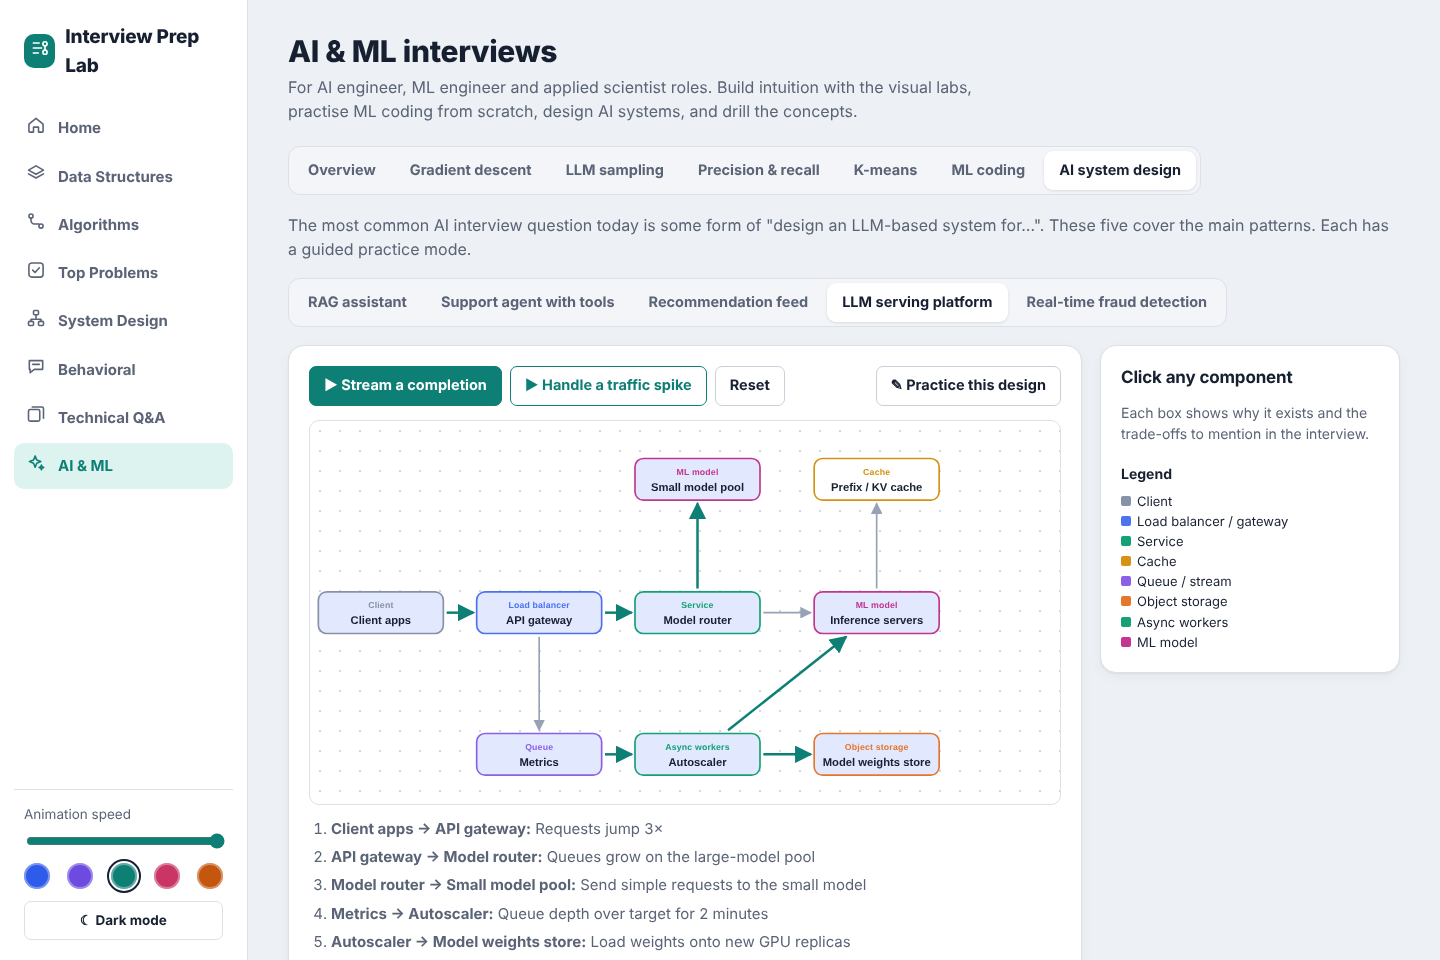 Interview Prep
Lab
Home
Data Structures
Algorithms
Top Problems
System Design
Behavioral
Technical Q&A
AI & ML
Animation speed
☾ Dark mode
AI & ML interviews
For AI engineer, ML engineer and applied scientist roles. Build intuition with the visual labs,
practise ML coding from scratch, design AI systems, and drill the concepts.
Overview
Gradient descent
LLM sampling
Precision & recall
K-means
ML coding
AI system design
The most common AI interview question today is some form of "design an LLM-based system for...". These five cover the main patterns. Each has
a guided practice mode.
RAG assistant
Support agent with tools
Recommendation feed
LLM serving platform
Real-time fraud detection
▶ Stream a completion
▶ Handle a traffic spike
Reset
✎ Practice this design
ML model
Small model pool
Cache
Prefix / KV cache
Client
Client apps
Load balancer
API gateway
Service
Model router
ML model
Inference servers
Queue
Metrics
Async workers
Autoscaler
Object storage
Model weights store
1. Client apps → API gateway: Requests jump 3×
2. API gateway → Model router: Queues grow on the large-model pool
3. Model router → Small model pool: Send simple requests to the small model
4. Metrics → Autoscaler: Queue depth over target for 2 minutes
5. Autoscaler → Model weights store: Load weights onto new GPU replicas
Click any component
Each box shows why it exists and the
trade-offs to mention in the interview.
Legend
Client
Load balancer / gateway
Service
Cache
Queue / stream
Object storage
Async workers
ML model